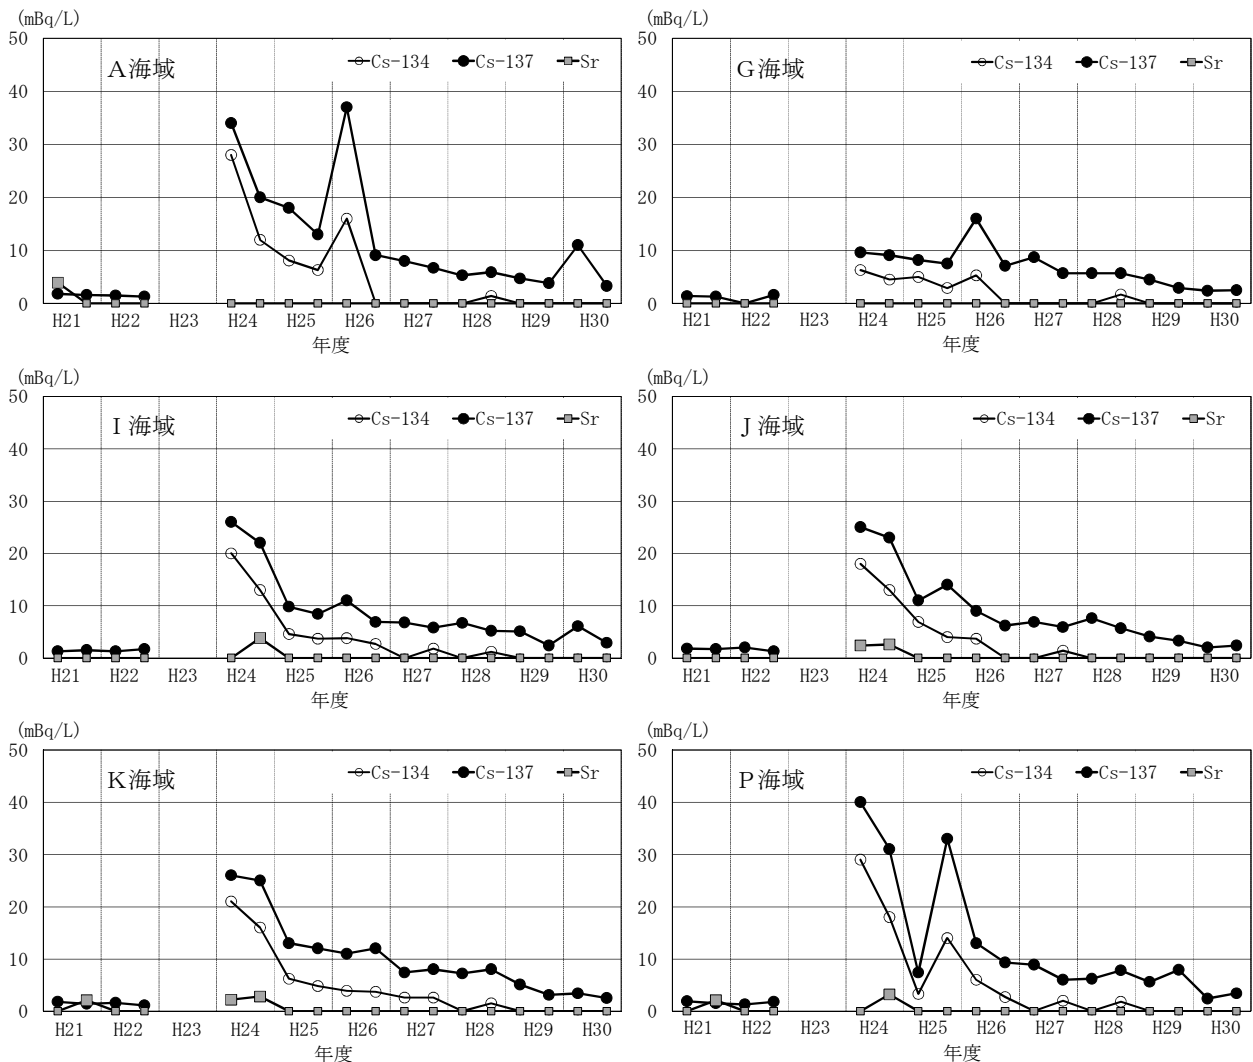 (mBq/L)
50
40
30
20
10
0
A海域
Cs-134 Cs-137 Sr
H21 H22 H23 H24 H25 H26 H27 H28 H29 H30
年度
(mBq/L)
50
40
30
20
10
0
G海域
Cs-134 Cs-137 Sr
H21 H22 H23 H24 H25 H26 H27 H28 H29 H30
年度
(mBq/L)
50
40
30
20
10
0
I海域
Cs-134 Cs-137 Sr
H21 H22 H23 H24 H25 H26 H27 H28 H29 H30
年度
(mBq/L)
50
40
30
20
10
0
J海域
Cs-134 Cs-137 Sr
H21 H22 H23 H24 H25 H26 H27 H28 H29 H30
年度
(mBq/L)
50
40
30
20
10
0
K海域
Cs-134 Cs-137 Sr
H21 H22 H23 H24 H25 H26 H27 H28 H29 H30
年度
(mBq/L)
50
40
30
20
10
0
P海域
Cs-134 Cs-137 Sr
H21 H22 H23 H24 H25 H26 H27 H28 H29 H30
年度